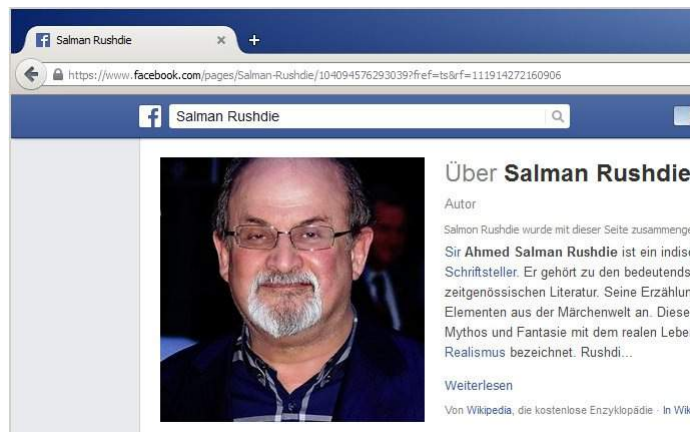 Salman Rushdie
https://www.facebook.com/pages/Salman-Rushdie/104094576293039?fref=ts&rf=111914272160906
Salman Rushdie
Über Salman Rushdie
Autor
Salmon Rushdie wurde mit dieser Seite zusammenge
Sir Ahmed Salman Rushdie ist ein indis
Schriftsteller. Er gehört zu den bedeutends
zeitgenössischen Literatur. Seine Erzählun
Elementen aus der Märchenwelt an. Diese
Mythos und Fantasie mit dem realen Lebe
Realismus bezeichnet. Rushdi...
Weiterlesen
Von Wikipedia, die kostenlose Enzyklopädie · In Wik